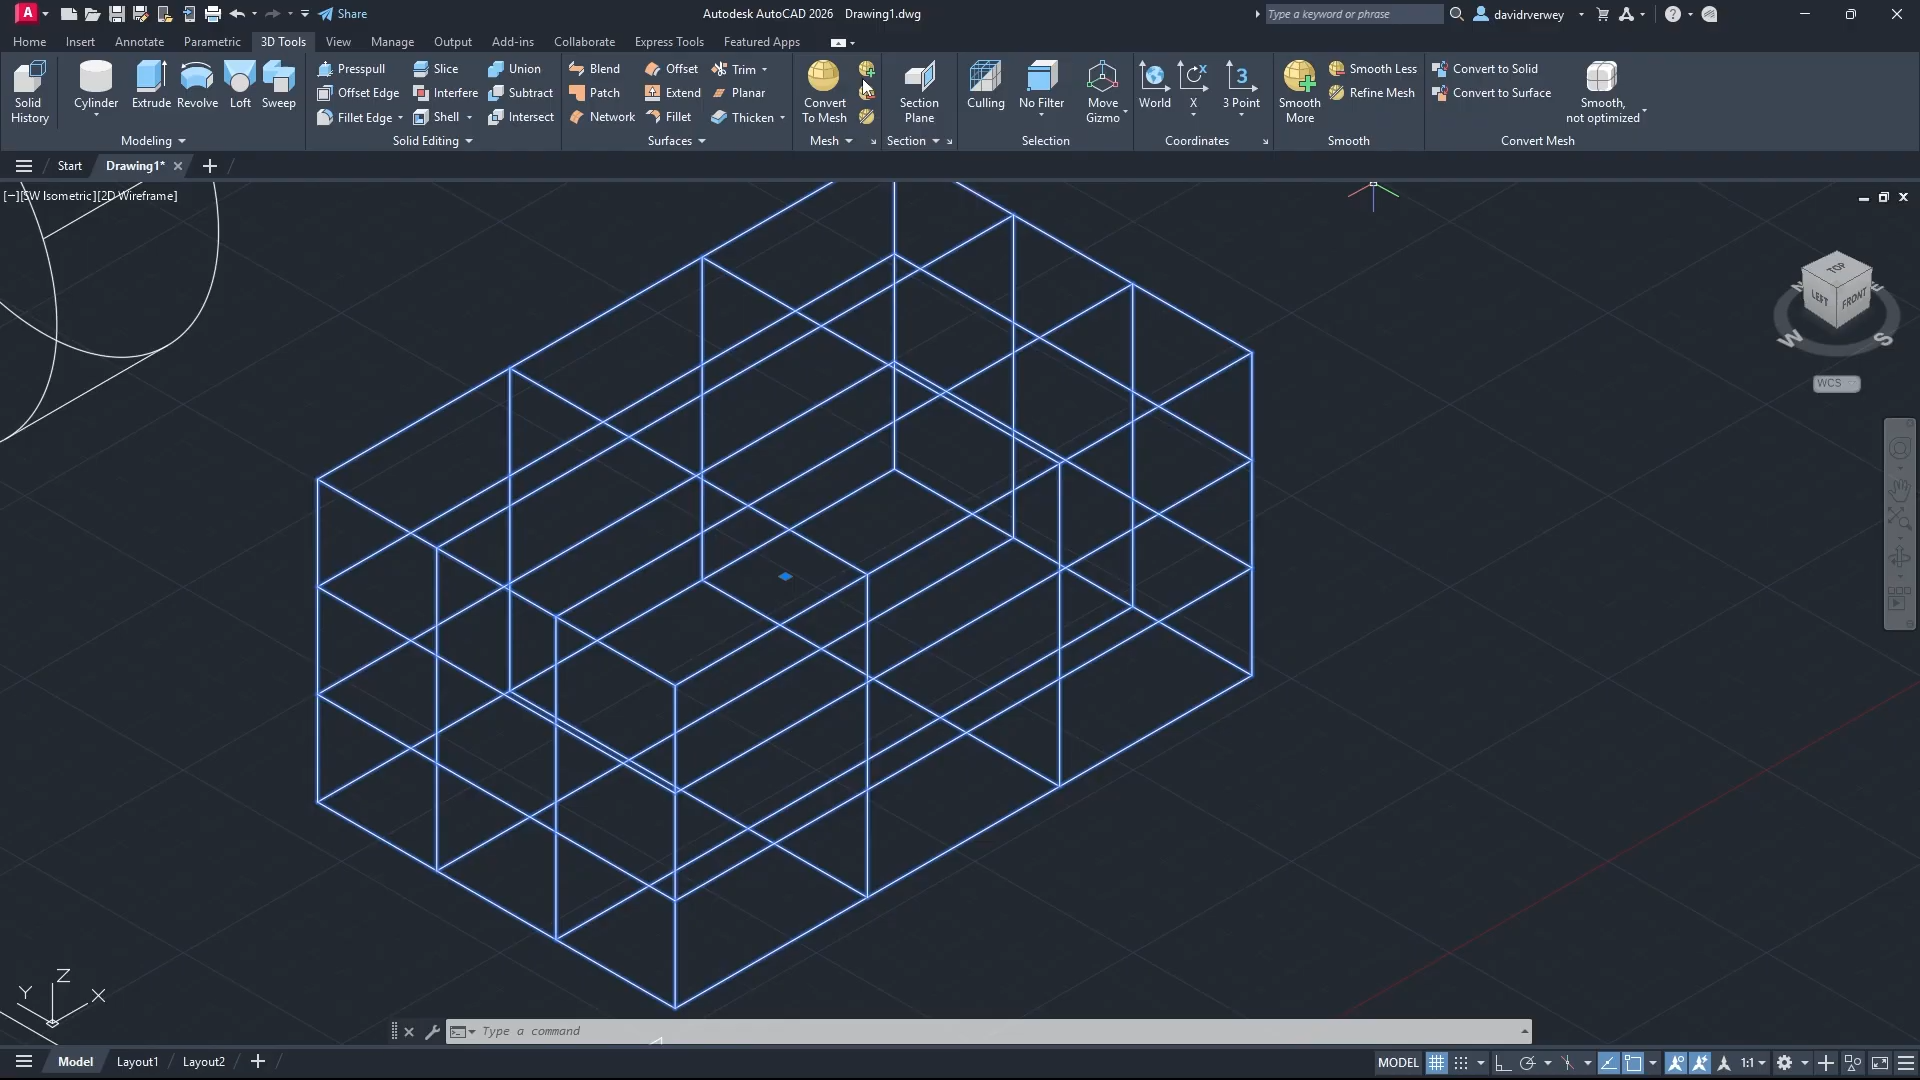 A Share Autodesk AutoCAD 2026 Drawing1.dwg Type a keyword or phrase davidrverwey
Home Insert Annotate Parametric 3D Tools View Manage Output Add-ins Collaborate Express Tools Featured Apps
Solid History
Cylinder Extrude Revolve Loft Sweep
Modeling
Presspull Slice Union
Offset Edge Interfere Subtract
Fillet Edge Shell Intersect
Solid Editing
Blend Offset Trim
Patch Extend Planar
Network Fillet Thicken
Surfaces
Convert To Mesh
Mesh
Section Plane
Section
Culling No Filter Move Gizmo
Selection
World X 3 Point
3
Coordinates
Smooth More
Smooth Less
Refine Mesh
Smooth
Convert to Solid
Convert to Surface
Smooth, not optimized
Convert Mesh
Start Drawing1*
[−][SW Isometric][2D Wireframe]
TOP
LEFT FRONT
N E
W S
WCS
Z
Y X
Type a command
Model Layout1 Layout2
MODEL 1:1